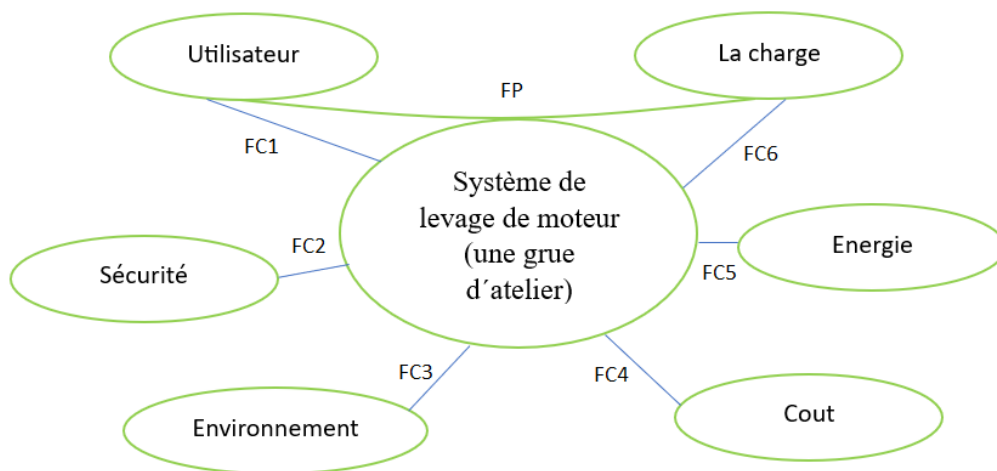 Utilisateur
La charge
FP
FC1
FC6
Système de
levage de moteur
(une grue
d´atelier)
Sécurité
FC2
Energie
FC5
FC3
FC4
Environnement
Cout